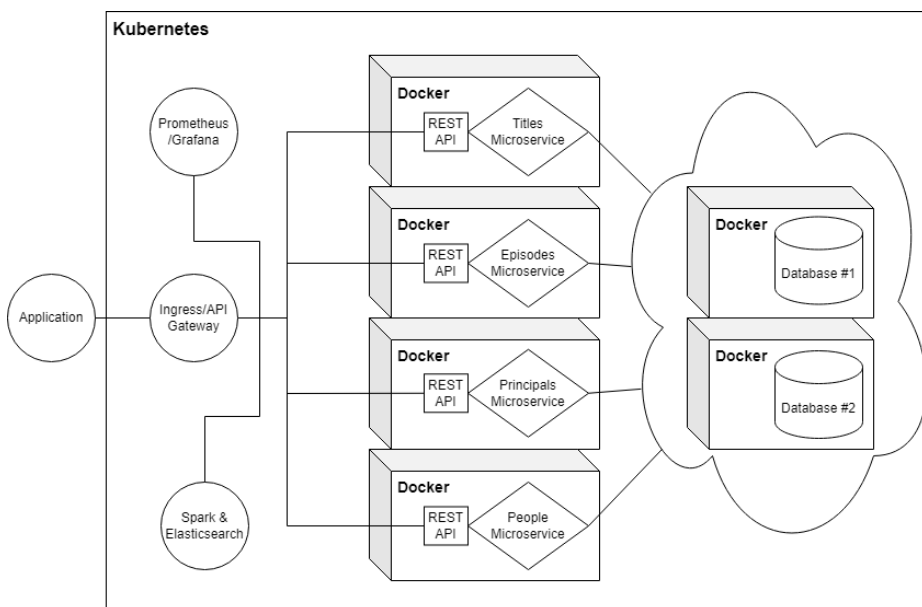 Kubernetes
Prometheus
/Grafana
Application
Ingress/API
Gateway
Spark &
Elasticsearch
Docker
REST
API
Titles
Microservice
Docker
REST
API
Episodes
Microservice
Docker
REST
API
Principals
Microservice
Docker
REST
API
People
Microservice
Docker
Database #1
Docker
Database #2